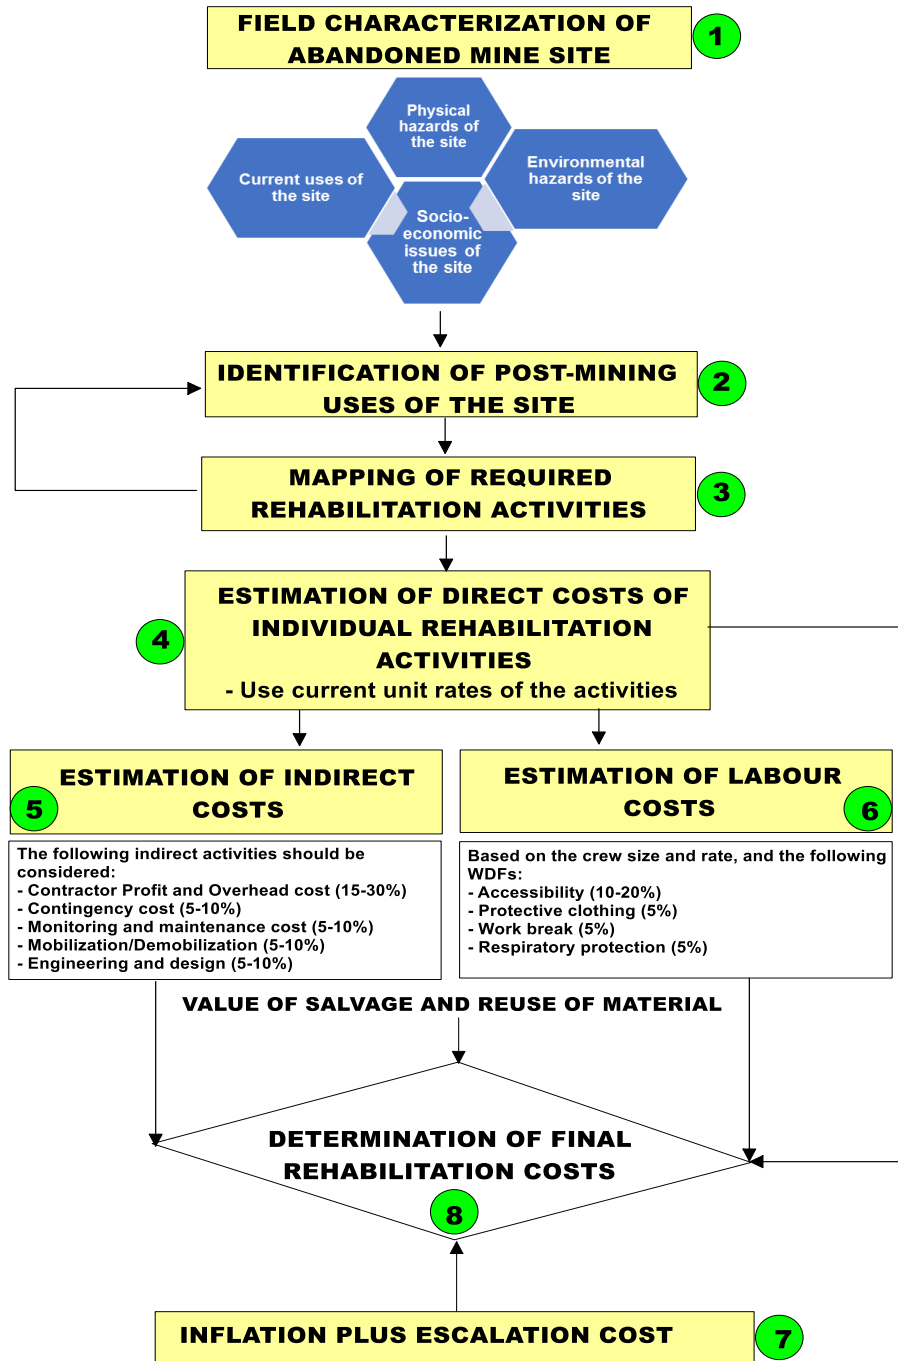 FIELD CHARACTERIZATION OF
ABANDONED MINE SITE
1
Physical
hazards of
the site
Current uses of
the site
Environmental
hazards of the
site
Socio-
economic
issues of
the site
IDENTIFICATION OF POST-MINING
USES OF THE SITE
2
MAPPING OF REQUIRED
REHABILITATION ACTIVITIES
3
ESTIMATION OF DIRECT COSTS OF
INDIVIDUAL REHABILITATION
ACTIVITIES
- Use current unit rates of the activities
4
ESTIMATION OF INDIRECT
COSTS
5
The following indirect activities should be
considered:
- Contractor Profit and Overhead cost (15-30%)
- Contingency cost (5-10%)
- Monitoring and maintenance cost (5-10%)
- Mobilization/Demobilization (5-10%)
- Engineering and design (5-10%)
ESTIMATION OF LABOUR
COSTS
6
Based on the crew size and rate, and the following
WDFs:
- Accessibility (10-20%)
- Protective clothing (5%)
- Work break (5%)
- Respiratory protection (5%)
VALUE OF SALVAGE AND REUSE OF MATERIAL
DETERMINATION OF FINAL
REHABILITATION COSTS
8
INFLATION PLUS ESCALATION COST
7